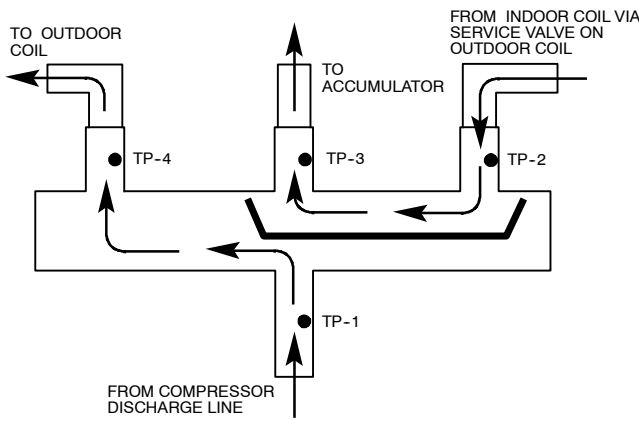 TO OUTDOOR
COIL
TO
ACCUMULATOR
FROM INDOOR COIL VIA
SERVICE VALVE ON
OUTDOOR COIL
TP-4
TP-3
TP-2
TP-1
FROM COMPRESSOR
DISCHARGE LINE